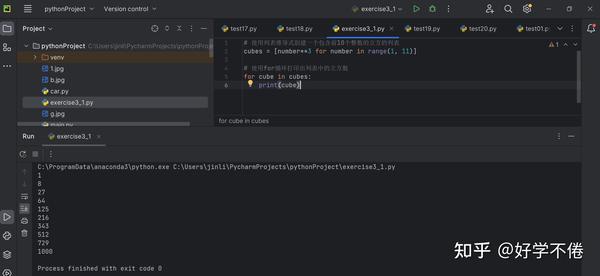 pythonProject
Version control
exercise3_1
Project
test17.py
test18.py
exercise3_1.py
test19.py
test20.py
test01.py
pythonProject C:\Users\jinli\PycharmProjects\pythonProject
venv
1.jpg
b.jpg
car.py
exercise3_1.py
g.jpg
main.py
1 # 使用列表推导式创建一个包含前10个整数的立方的列表
2 cubes = [number**3 for number in range(1, 11)]
3
4 # 使用for循环打印出列表中的立方数
5 for cube in cubes:
6 print(cube)
1
for cube in cubes
Run
exercise3_1
C:\ProgramData\anaconda3\python.exe C:\Users\jinli\PycharmProjects\pythonProject\exercise3_1.py
1
8
27
64
125
216
343
512
729
1000
Process finished with exit code 0
知乎 @好学不倦